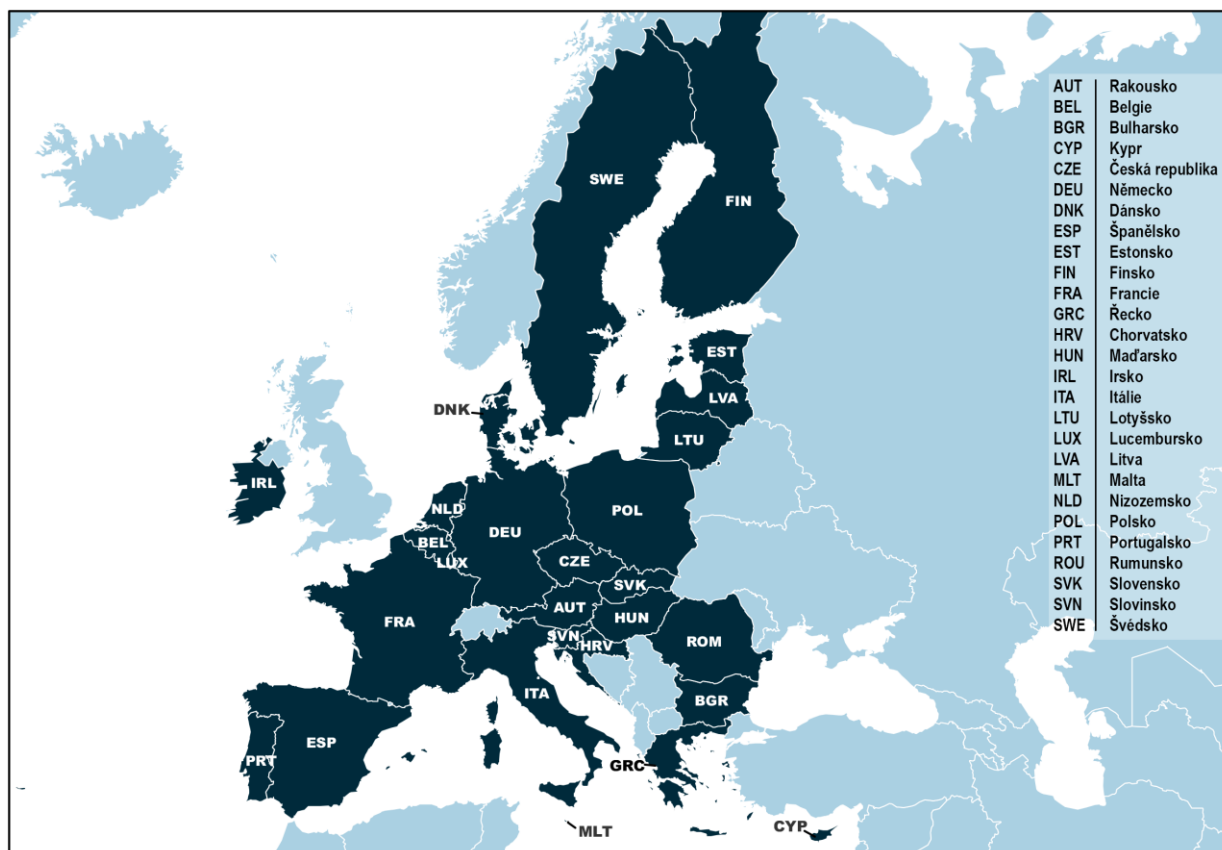 SWE
FIN
EST
DNK
LVA
LTU
IRL
NLD
POL
DEU
BEL
CZE
LUX
SVK
AUT
HUN
FRA
SVN
HRV
ROM
ITA
BGR
ESP
PRT
GRC
MLT
CYP
AUT Rakousko
BEL Belgie
BGR Bulharsko
CYP Kypr
CZE Česká republika
DEU Německo
DNK Dánsko
ESP Španělsko
EST Estonsko
FIN Finsko
FRA Francie
GRC Řecko
HRV Chorvatsko
HUN Maďarsko
IRL Irsko
ITA Itálie
LTU Lotyšsko
LUX Lucembursko
LVA Litva
MLT Malta
NLD Nizozemsko
POL Polsko
PRT Portugalsko
ROU Rumunsko
SVK Slovensko
SVN Slovinsko
SWE Švédsko